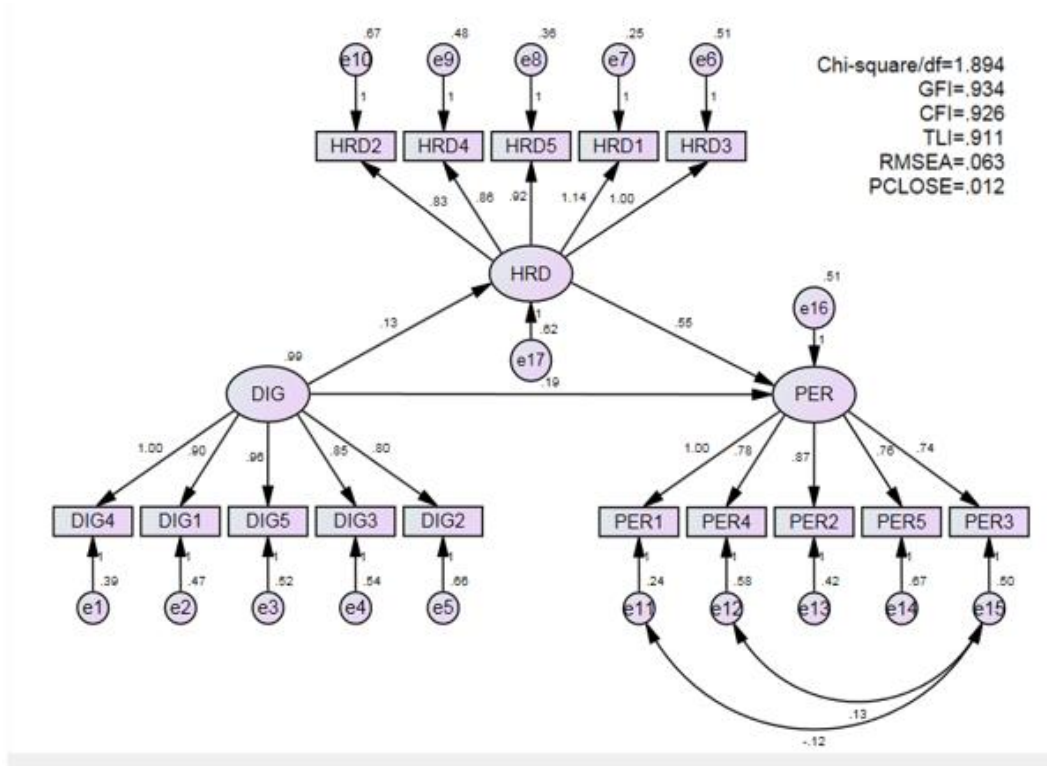 .67 .48 .36 .25 .51
e10 e9 e8 e7 e6
1 1 1 1 1
HRD2 HRD4 HRD5 HRD1 HRD3
Chi-square/df=1.894
GFI=.934
CFI=.926
TLI=.911
RMSEA=.063
PCLOSE=.012
.83 .86 .92 1.14 1.00
HRD
.51
e16
1
.13 .55
1
.62
e17
.99
.19
DIG PER
1.00 .90 .96 .85 .80
1.00 .78 .87 .76 .74
DIG4 DIG1 DIG5 DIG3 DIG2
PER1 PER4 PER2 PER5 PER3
1 1 1 1 1
1 1 1 1 1
.39 .47 .52 .54 .66
.24 .58 .42 .67 .50
e1 e2 e3 e4 e5
e11 e12 e13 e14 e15
.13
-.12